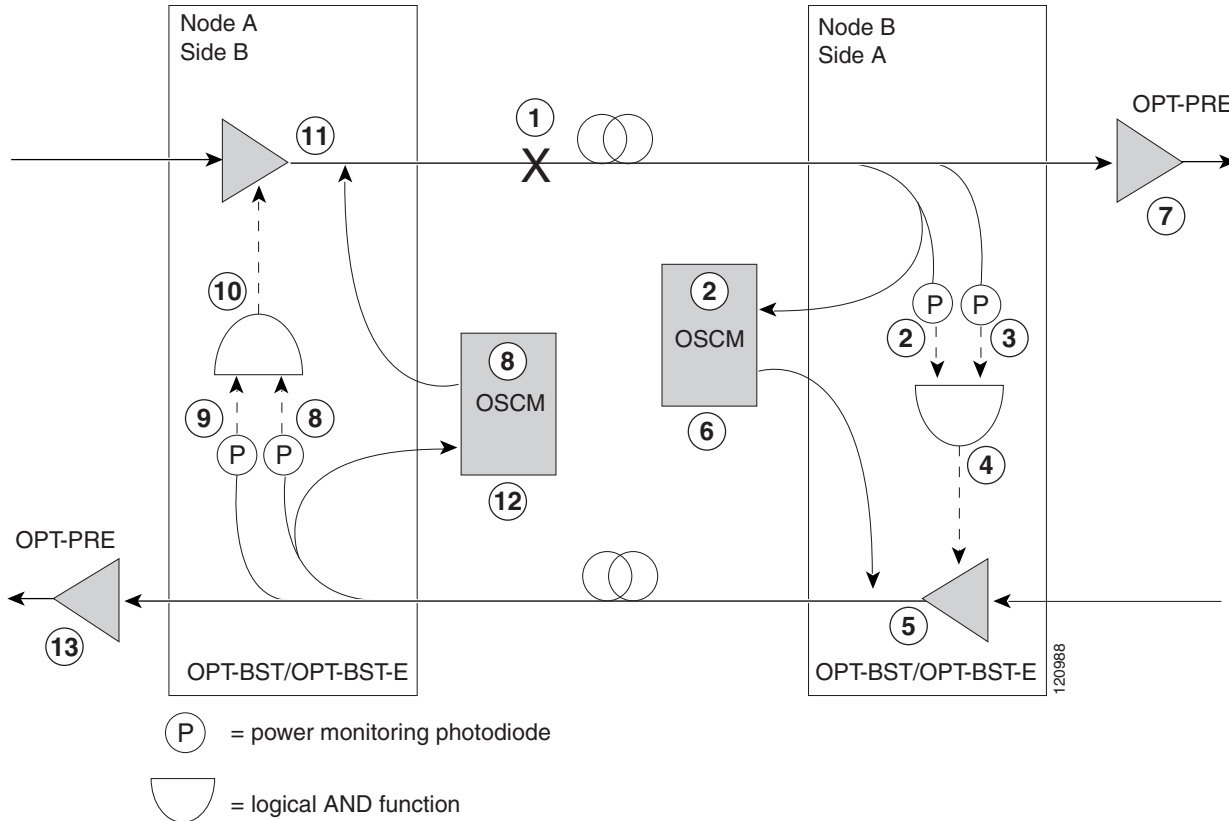 Node A
Side B
Node B
Side A
1
OPT-PRE
11
7
10
2
OSCM
P
P
2
3
8
OSCM
9
8
6
P
P
4
12
OPT-PRE
13
5
OPT-BST/OPT-BST-E
OPT-BST/OPT-BST-E
120988
P
= power monitoring photodiode
= logical AND function